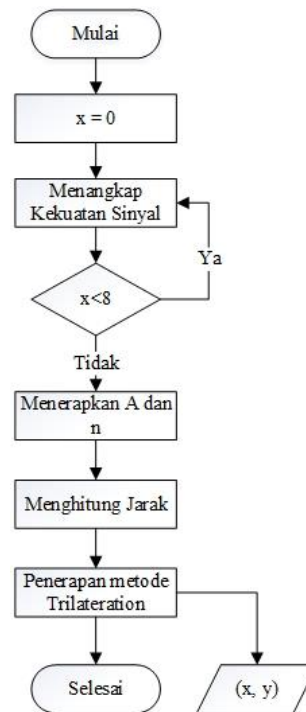 Mulai
x = 0
Menangkap
Kekuatan Sinyal
Ya
x<8
Tidak
Menerapkan A dan
n
Menghitung Jarak
Penerapan metode
Trilateration
Selesai
(x, y)